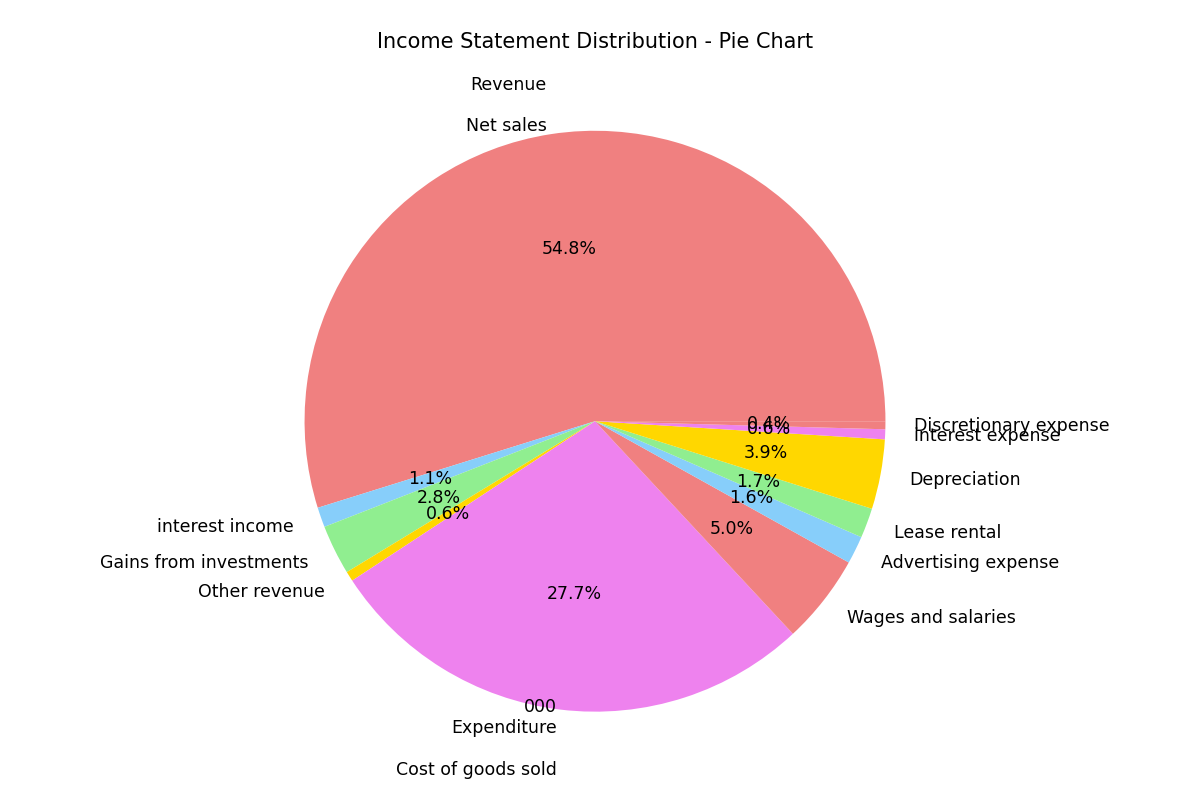 Income Statement Distribution - Pie Chart
Revenue
Net sales
54.8%
0.4%
Discretionary expense
0.6%
Interest expense
3.9%
Depreciation
1.7%
Lease rental
1.6%
Advertising expense
5.0%
Wages and salaries
1.1%
interest income
2.8%
Gains from investments
0.6%
Other revenue
27.7%
000
Expenditure
Cost of goods sold